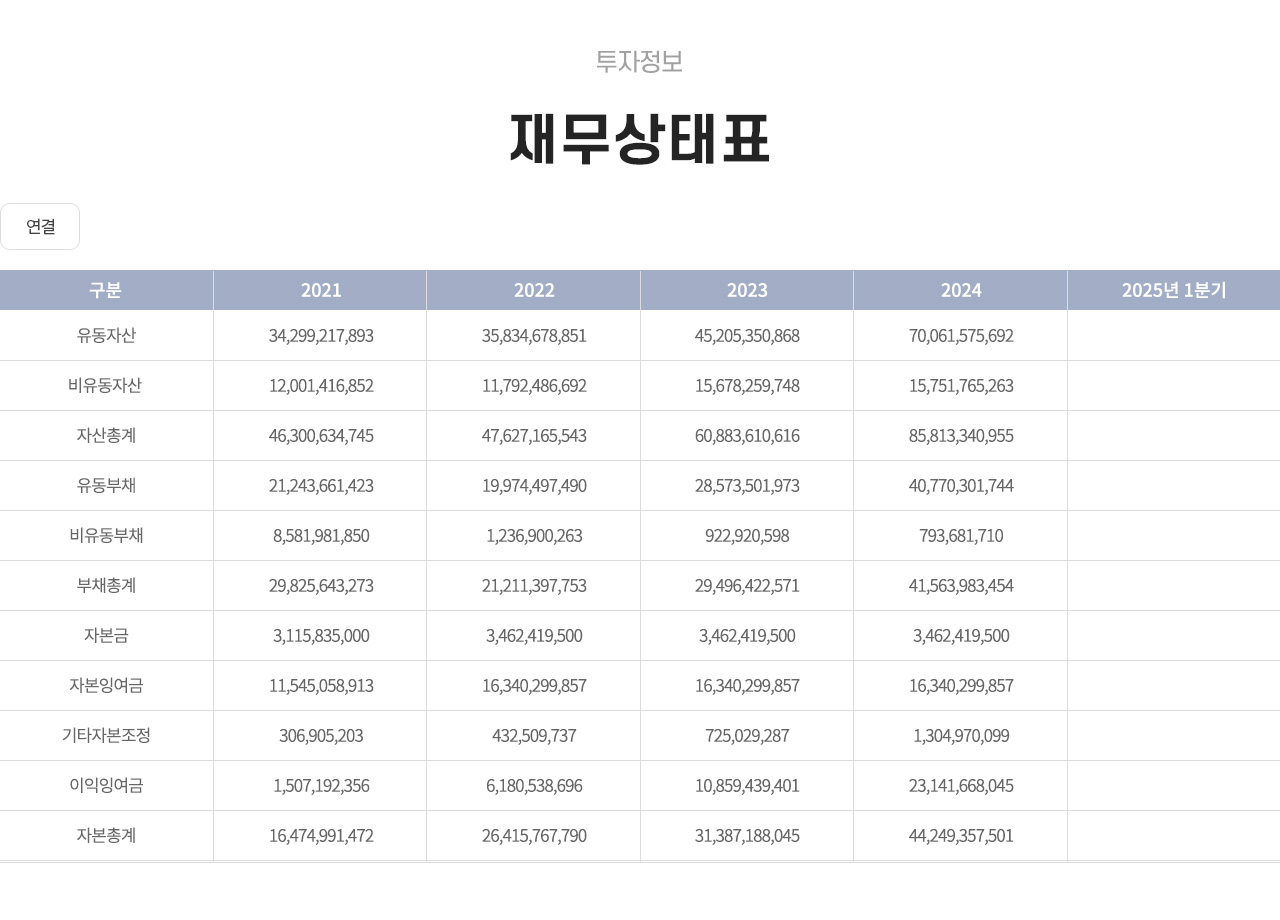 투자정보
재무상태표
연결
구분 2021 2022 2023 2024 2025년 1분기
유동자산 34,299,217,893 35,834,678,851 45,205,350,868 70,061,575,692
비유동자산 12,001,416,852 11,792,486,692 15,678,259,748 15,751,765,263
자산총계 46,300,634,745 47,627,165,543 60,883,610,616 85,813,340,955
유동부채 21,243,661,423 19,974,497,490 28,573,501,973 40,770,301,744
비유동부채 8,581,981,850 1,236,900,263 922,920,598 793,681,710
부채총계 29,825,643,273 21,211,397,753 29,496,422,571 41,563,983,454
자본금 3,115,835,000 3,462,419,500 3,462,419,500 3,462,419,500
자본잉여금 11,545,058,913 16,340,299,857 16,340,299,857 16,340,299,857
기타자본조정 306,905,203 432,509,737 725,029,287 1,304,970,099
이익잉여금 1,507,192,356 6,180,538,696 10,859,439,401 23,141,668,045
자본총계 16,474,991,472 26,415,767,790 31,387,188,045 44,249,357,501